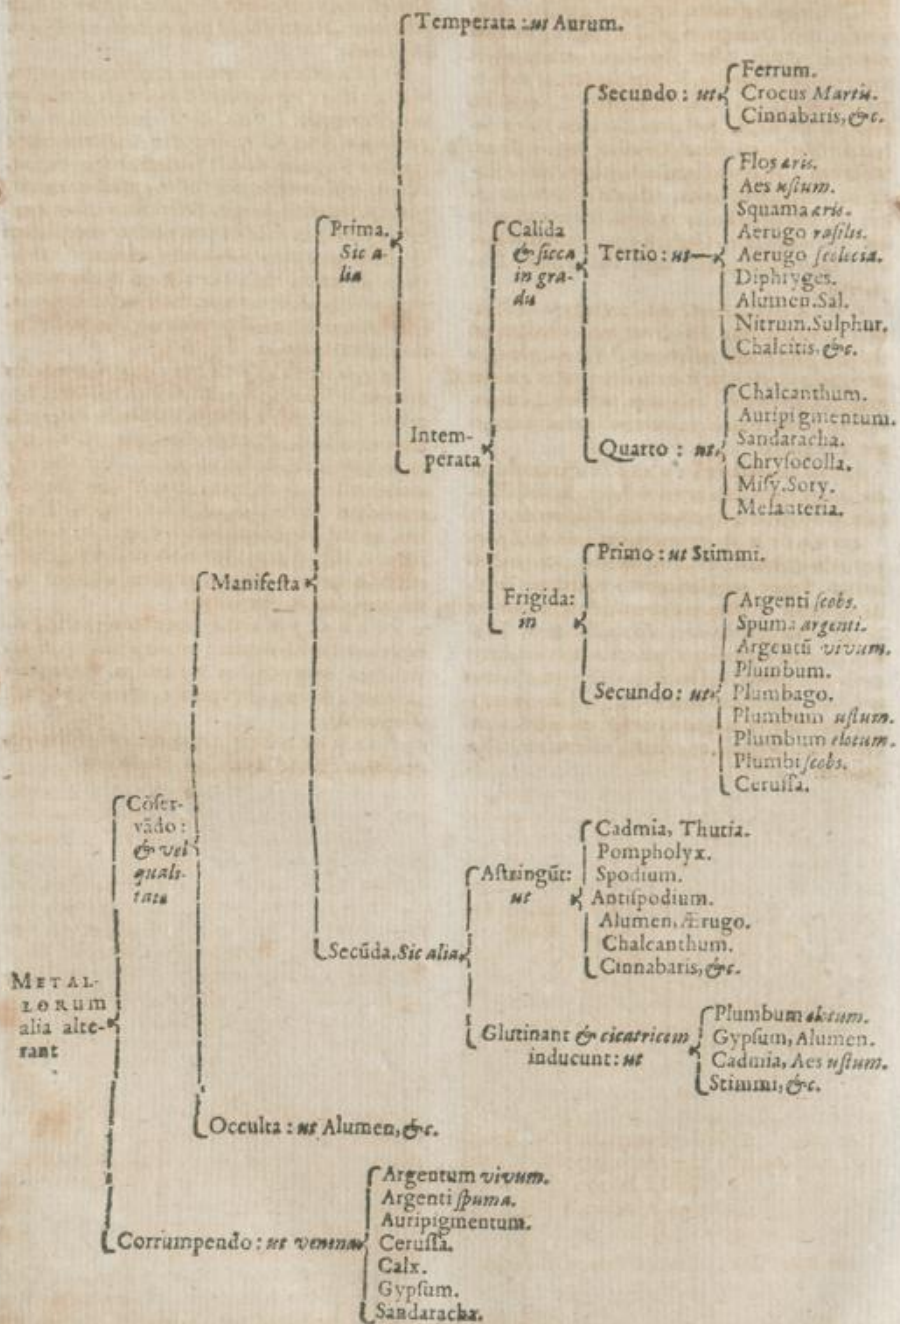 Temperata : ut Aurum.
Ferrum.
Secundo : ut
Crocus Martis.
Cinnabaris, &c.
Flos æris.
Aes uſtum.
Squama æris.
Prima.
Calida
Aerugo raſilis.
Sic a-
& ſicca
Tertio : ut
Aerugo ſcolecia.
lia
in gra-
Diphryges.
du
Alumen. Sal.
Nitrum. Sulphur.
Chalcitis, &c.
Chalcanthum.
Auripigmentum.
Intem-
Sandaracha.
perata
Quarto : ut
Chryſocolla.
Miſy. Sory.
Melanteria.
Primo : ut Stimmi.
Manifeſta
Frigida :
Argenti ſcobs.
in
Spuma argenti.
Argentū vivum.
Plumbum.
Secundo : ut
Plumbago.
Plumbum uſtum.
Plumbum elotum.
Plumbi ſcobs.
Ceruſſa.
Cōſer-
vādo :
& vel
quali-
tate
Cadmia, Thutia.
Pompholyx.
Aſtringūt :
Spodium.
ut
Antiſpodium.
Alumen, Ærugo.
Secūda. Sic alia
Chalcanthum.
Cinnabaris, &c.
METAL-
LORUM
alia alte-
rant
Plumbum elotum.
Glutinant & cicatricem
Gypſum, Alumen.
inducunt : ut
Cadmia, Aes uſtum.
Stimmi, &c.
Occulta : ut Alumen, &c.
Argentum vivum.
Argenti ſpuma.
Auripigmentum.
Corrumpendo : ut venena
Ceruſſa.
Calx.
Gypſum.
Sandaracha.